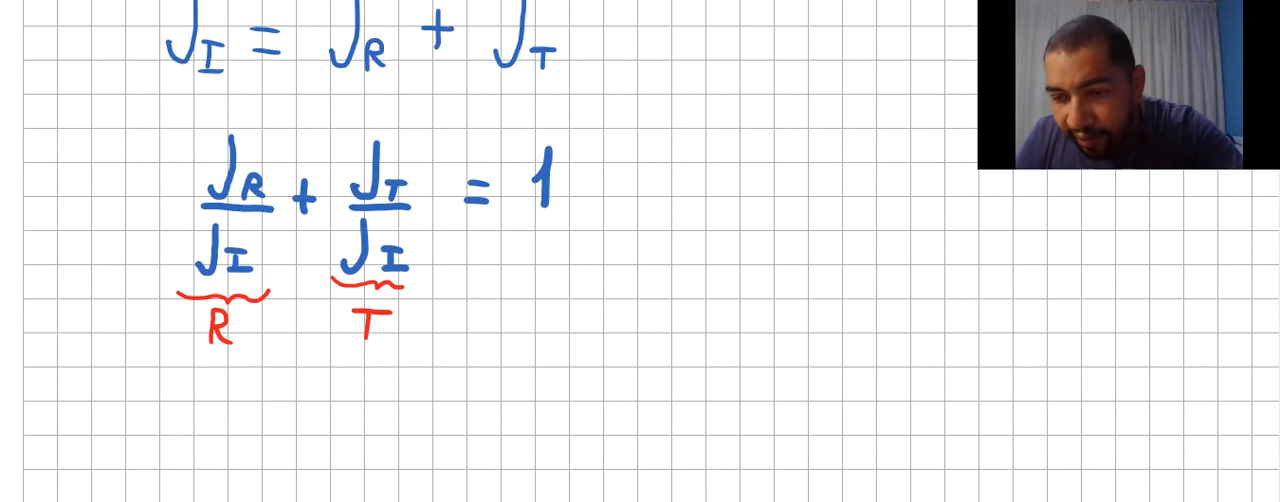 J_I = J_R + J_T
J_R/J_I + J_T/J_I = 1
R T